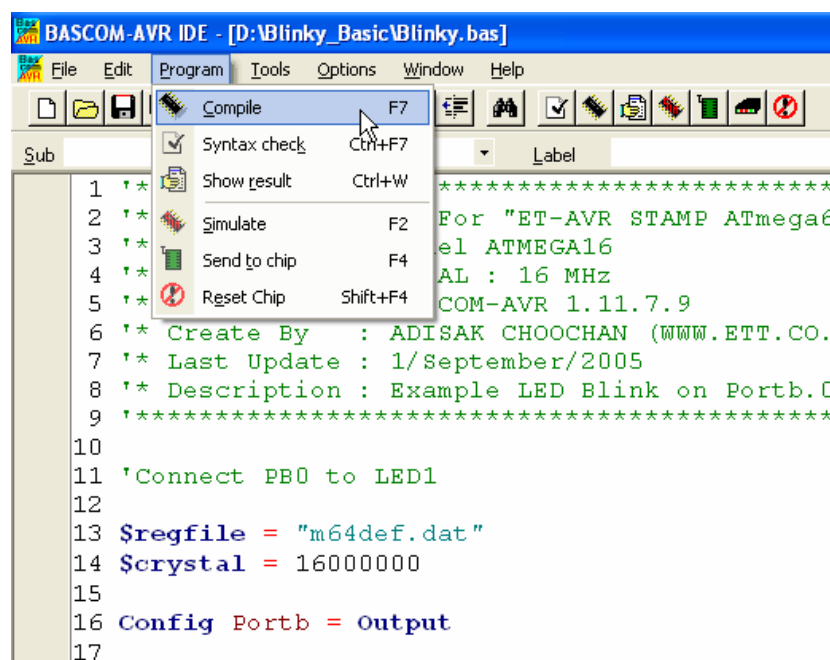 BASCOM-AVR IDE - [D:\Blinky_Basic\Blinky.bas]
File Edit Program Tools Options Window Help
Compile F7
Syntax check Ctrl+F7
Show result Ctrl+W
Simulate F2
Send to chip F4
Reset Chip Shift+F4
Sub Label
1 '* *************************
2 '* For "ET-AVR STAMP ATmega6
3 '* el ATMEGA16
4 '* AL : 16 MHz
5 '* COM-AVR 1.11.7.9
6 '* Create By : ADISAK CHOOCHAN (WWW.ETT.CO.
7 '* Last Update : 1/September/2005
8 '* Description : Example LED Blink on Portb.0
9 '********************************************
10
11 'Connect PB0 to LED1
12
13 $regfile = "m64def.dat"
14 $crystal = 16000000
15
16 Config Portb = Output
17